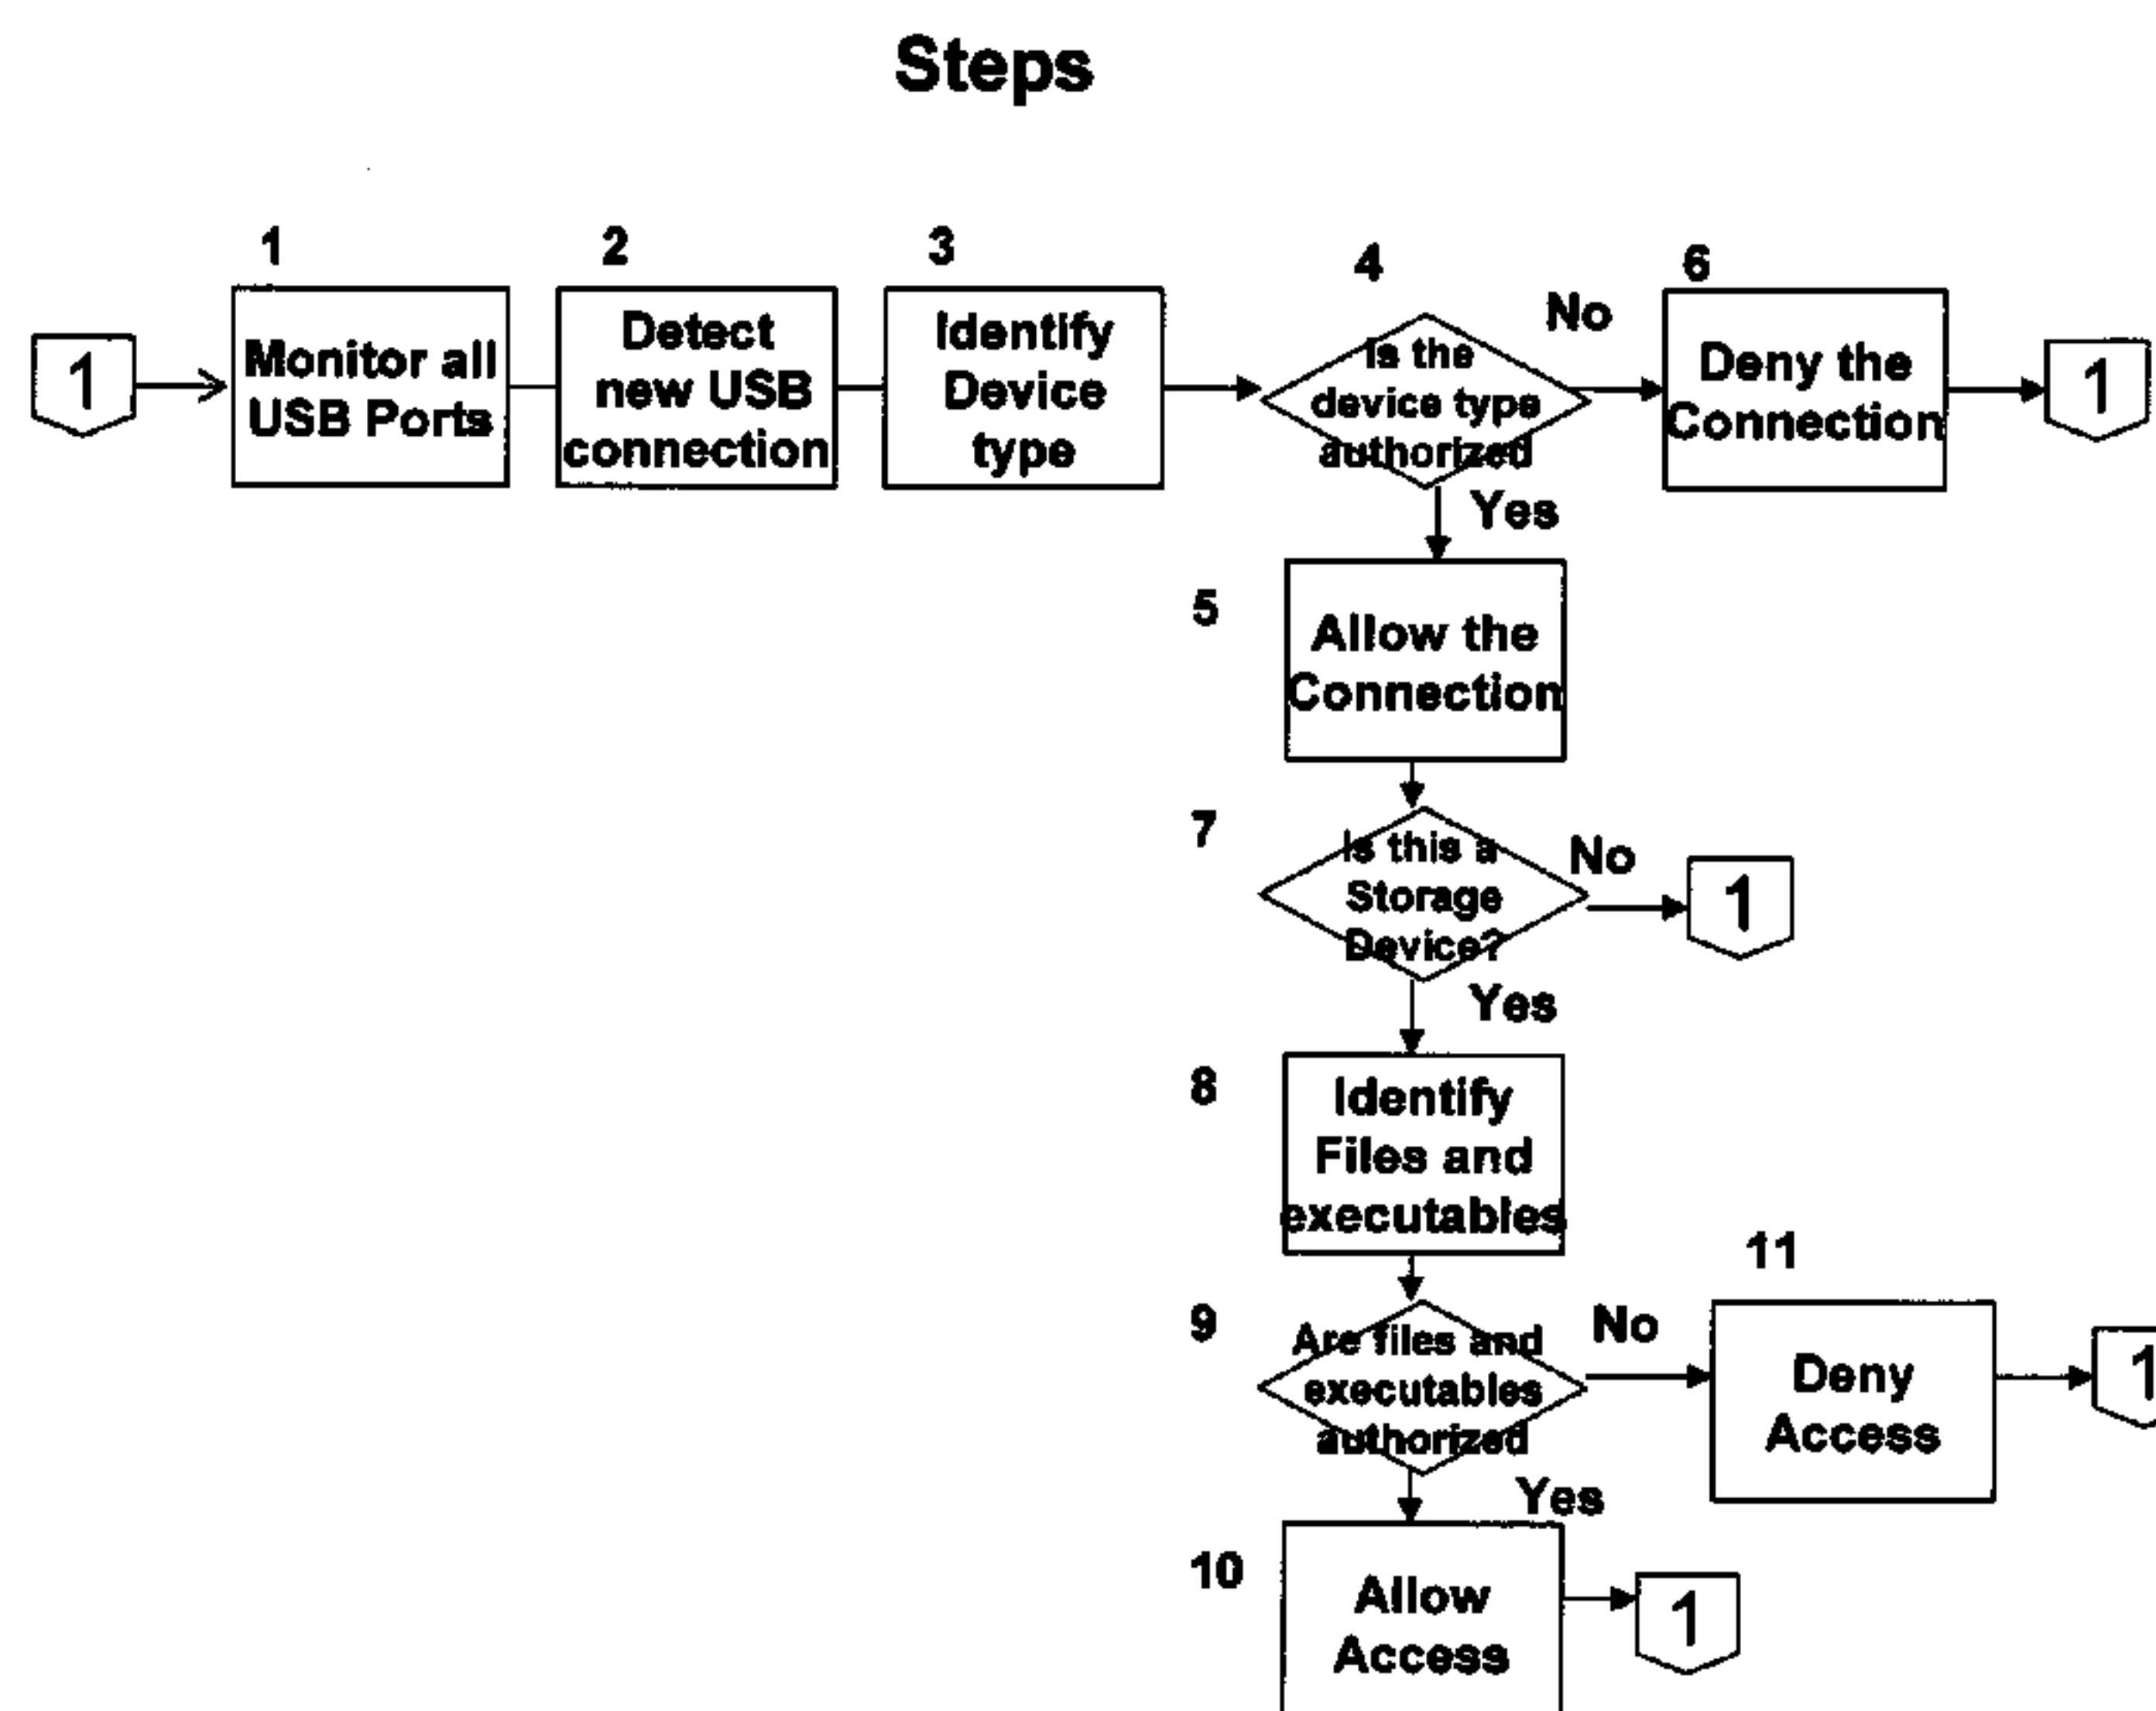 Steps
1
1
Monitor all
USB Ports
2
Detect
new USB
connection
3
Identify
Device
type
4
Is the
device type
authorized
No
6
Deny the
Connection
1
Yes
5
Allow the
Connection
7
Is this a
Storage
Device?
No
1
Yes
8
Identify
Files and
executables
9
Are files and
executables
authorized
No
11
Deny
Access
1
Yes
10
Allow
Access
1